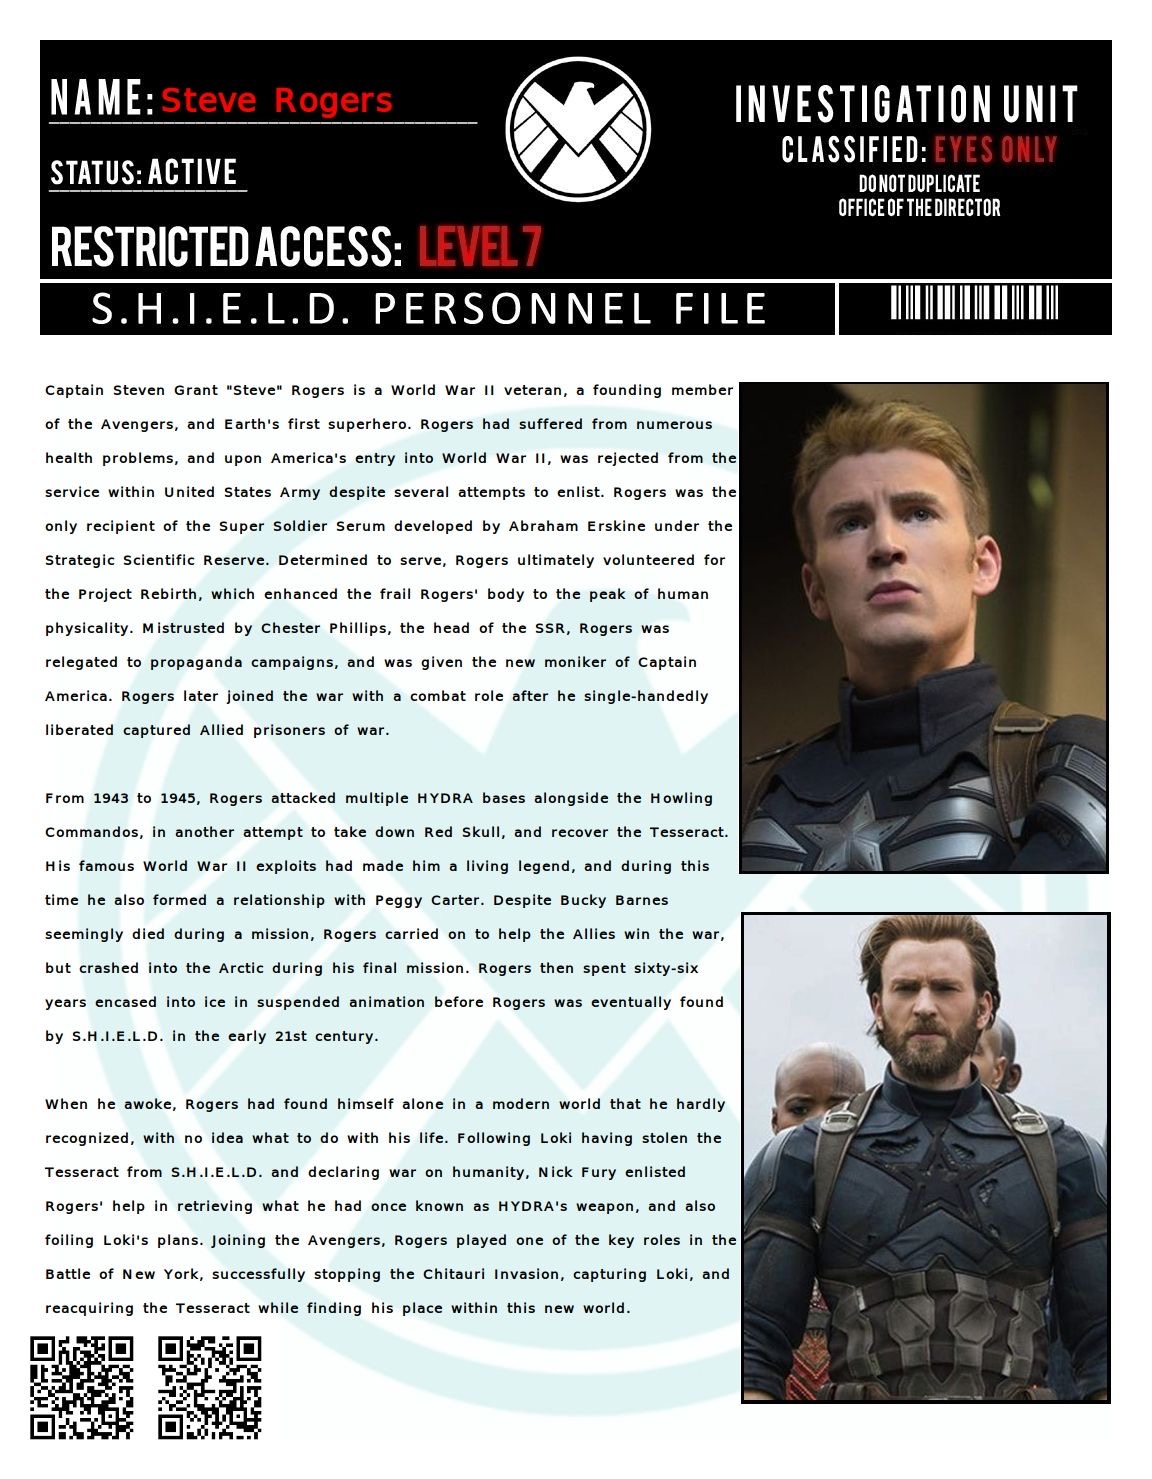 NAME: Steve Rogers
STATUS: ACTIVE
RESTRICTED ACCESS: LEVEL 7
INVESTIGATION UNIT
CLASSIFIED: EYES ONLY
DO NOT DUPLICATE
OFFICE OF THE DIRECTOR
S.H.I.E.L.D. PERSONNEL FILE
Captain Steven Grant "Steve" Rogers is a World War II veteran, a founding member
of the Avengers, and Earth's first superhero. Rogers had suffered from numerous
health problems, and upon America's entry into World War II, was rejected from the
service within United States Army despite several attempts to enlist. Rogers was the
only recipient of the Super Soldier Serum developed by Abraham Erskine under the
Strategic Scientific Reserve. Determined to serve, Rogers ultimately volunteered for
the Project Rebirth, which enhanced the frail Rogers' body to the peak of human
physicality. Mistrusted by Chester Phillips, the head of the SSR, Rogers was
relegated to propaganda campaigns, and was given the new moniker of Captain
America. Rogers later joined the war with a combat role after he single-handedly
liberated captured Allied prisoners of war.
From 1943 to 1945, Rogers attacked multiple HYDRA bases alongside the Howling
Commandos, in another attempt to take down Red Skull, and recover the Tesseract.
His famous World War II exploits had made him a living legend, and during this
time he also formed a relationship with Peggy Carter. Despite Bucky Barnes
seemingly died during a mission, Rogers carried on to help the Allies win the war,
but crashed into the Arctic during his final mission. Rogers then spent sixty-six
years encased into ice in suspended animation before Rogers was eventually found
by S.H.I.E.L.D. in the early 21st century.
When he awoke, Rogers had found himself alone in a modern world that he hardly
recognized, with no idea what to do with his life. Following Loki having stolen the
Tesseract from S.H.I.E.L.D. and declaring war on humanity, Nick Fury enlisted
Rogers' help in retrieving what he had once known as HYDRA's weapon, and also
foiling Loki's plans. Joining the Avengers, Rogers played one of the key roles in the
Battle of New York, successfully stopping the Chitauri Invasion, capturing Loki, and
reacquiring the Tesseract while finding his place within this new world.